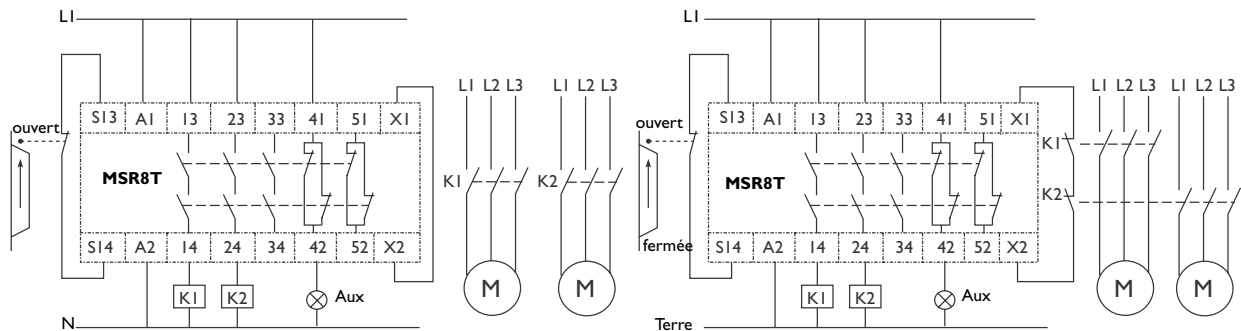 L1
S13 A1 13 23 33 41 51 X1
ouvert
MSR8T
S14 A2 14 24 34 42 52 X2
K1 K2 Aux
N
L1 L2 L3 L1 L2 L3
K1 K2
M M
L1
S13 A1 13 23 33 41 51 X1
ouvert
MSR8T
fermée
S14 A2 14 24 34 42 52 X2
K1 K2 Aux
Terre
L1 L2 L3 L1 L2 L3
K1
K2
M M